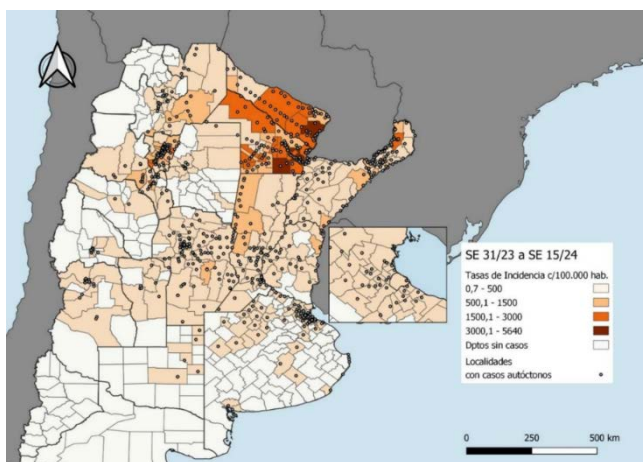 SE 31/23 a SE 15/24
Tasas de Incidencia c/100.000 hab.
0,7 - 500
500,1 - 1500
1500,1 - 3000
3000,1 - 5640
Dptos sin casos
Localidades
con casos autóctonos
0 250 500 km